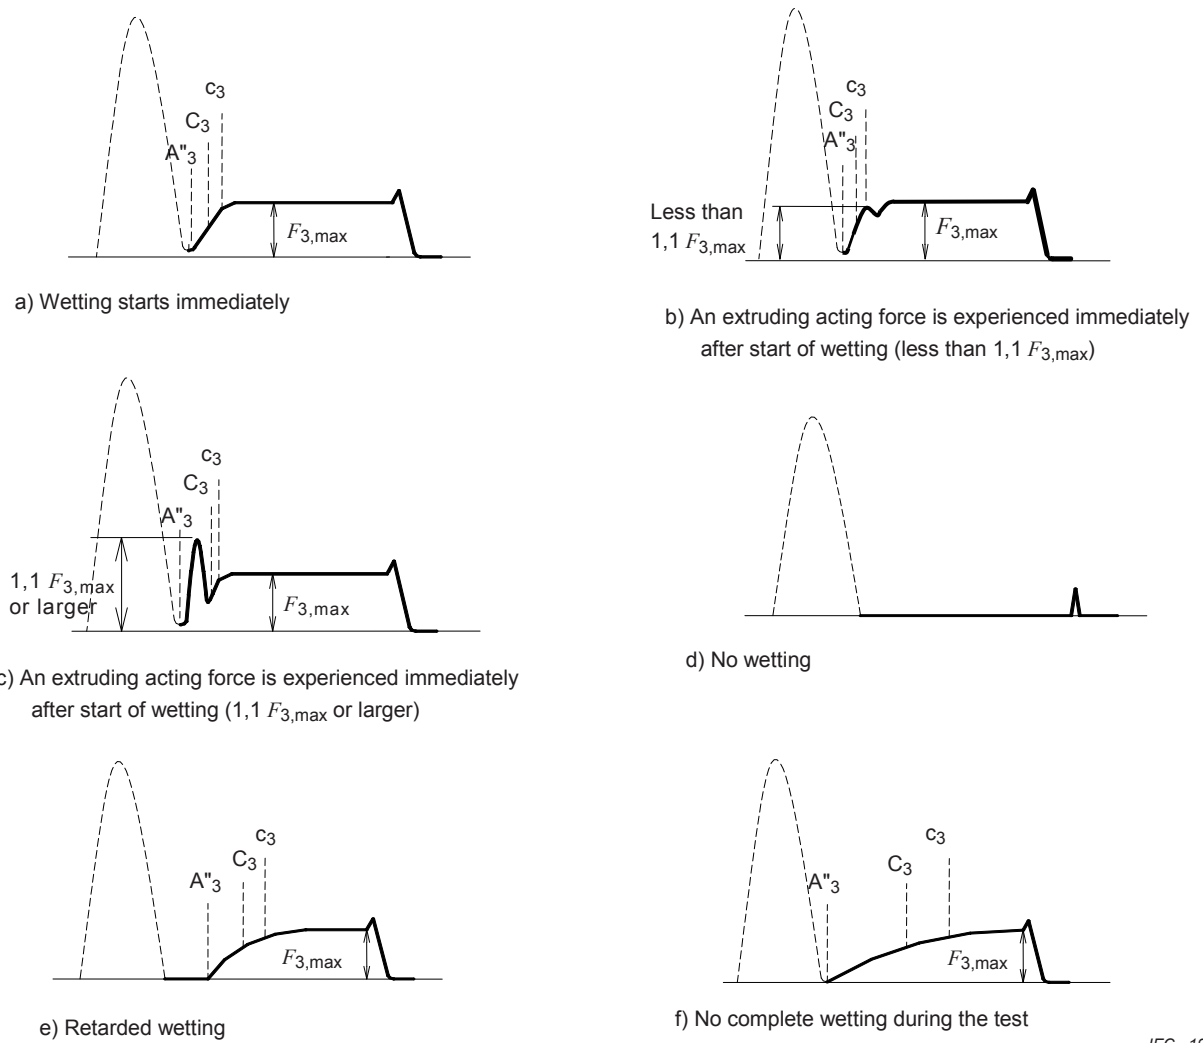 c3
C3
A"3
F3,max
a) Wetting starts immediately
c3
C3
A"3
Less than
1,1 F3,max
F3,max
b) An extruding acting force is experienced immediately
after start of wetting (less than 1,1 F3,max)
c3
C3
A"3
1,1 F3,max
or larger
F3,max
c) An extruding acting force is experienced immediately
after start of wetting (1,1 F3,max or larger)
d) No wetting
c3
C3
A"3
F3,max
e) Retarded wetting
c3
C3
A"3
F3,max
f) No complete wetting during the test